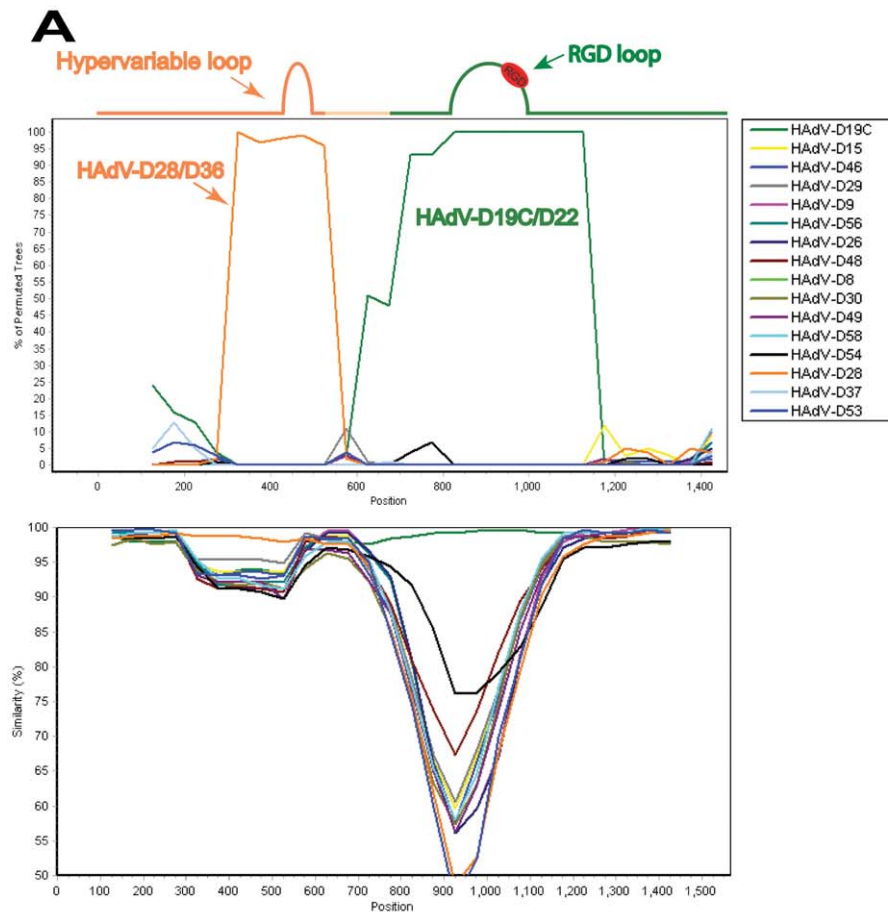 A
Hypervariable loop
RGD
RGD loop
HAdV-D28/D36
HAdV-D19C/D22
% of Permuted Trees
100
95
90
85
80
75
70
65
60
55
50
45
40
35
30
25
20
15
10
5
0
0 200 400 600 800 1,000 1,200 1,400
Position
HAdV-D19C
HAdV-D15
HAdV-D46
HAdV-D29
HAdV-D9
HAdV-D56
HAdV-D26
HAdV-D48
HAdV-D8
HAdV-D30
HAdV-D49
HAdV-D58
HAdV-D54
HAdV-D28
HAdV-D37
HAdV-D53
Similarity (%)
100
95
90
85
80
75
70
65
60
55
50
0 100 200 300 400 500 600 700 800 900 1,000 1,100 1,200 1,300 1,400 1,500
Position